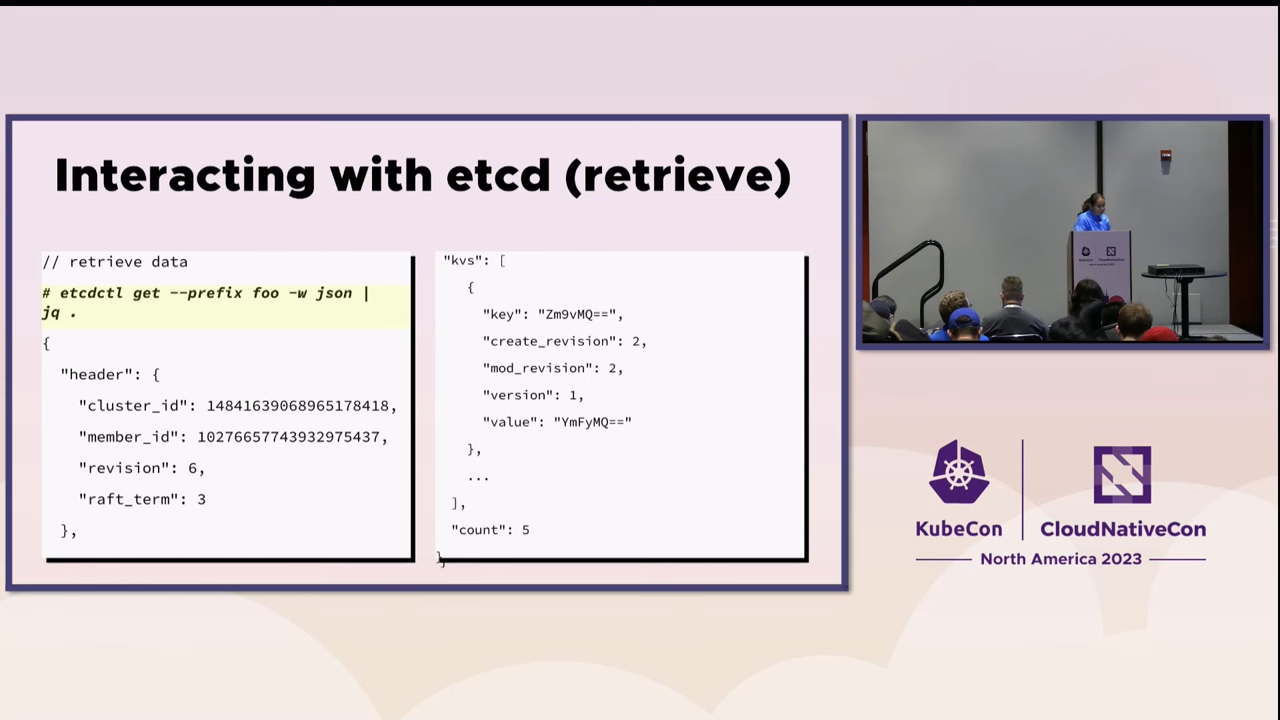 Interacting with etcd (retrieve)
// retrieve data
# etcdctl get --prefix foo -w json |
jq .
{
"header": {
"cluster_id": 14841639068965178418,
"member_id": 10276657743932975437,
"revision": 6,
"raft_term": 3
},
"kvs": [
{
"key": "Zm9vMQ==",
"create_revision": 2,
"mod_revision": 2,
"version": 1,
"value": "YmFyMQ=="
},
...
],
"count": 5
}
KubeCon
CloudNativeCon
North America 2023